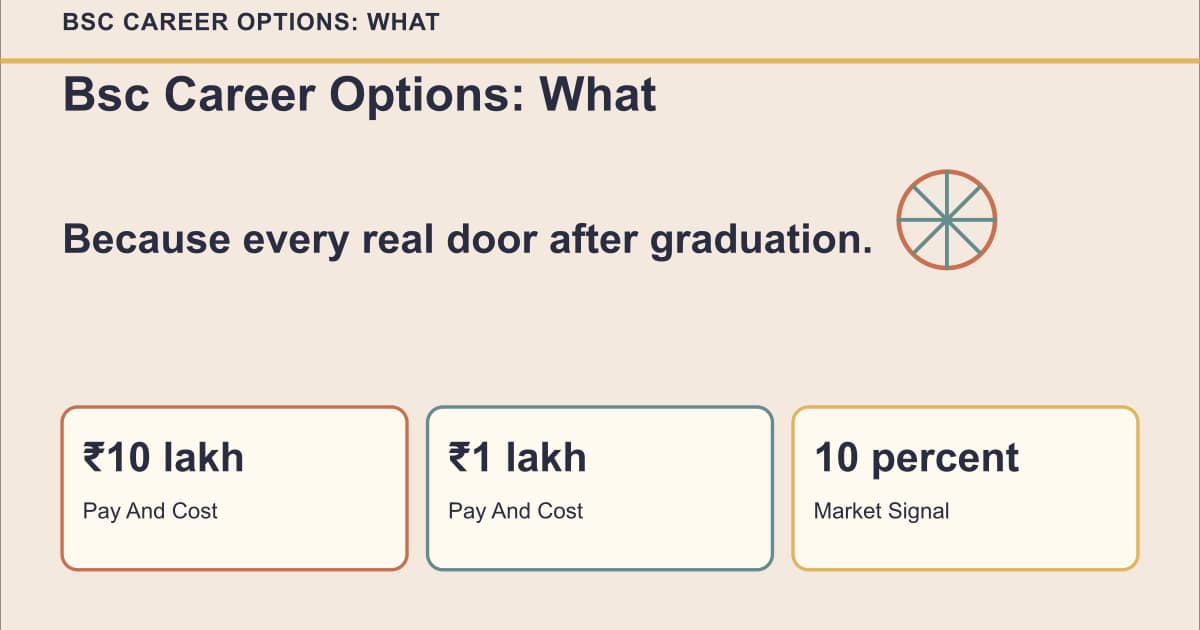 BSC CAREER OPTIONS: WHAT
Bsc Career Options: What
Because every real door after graduation.
₹10 lakh
Pay And Cost
₹1 lakh
Pay And Cost
10 percent
Market Signal